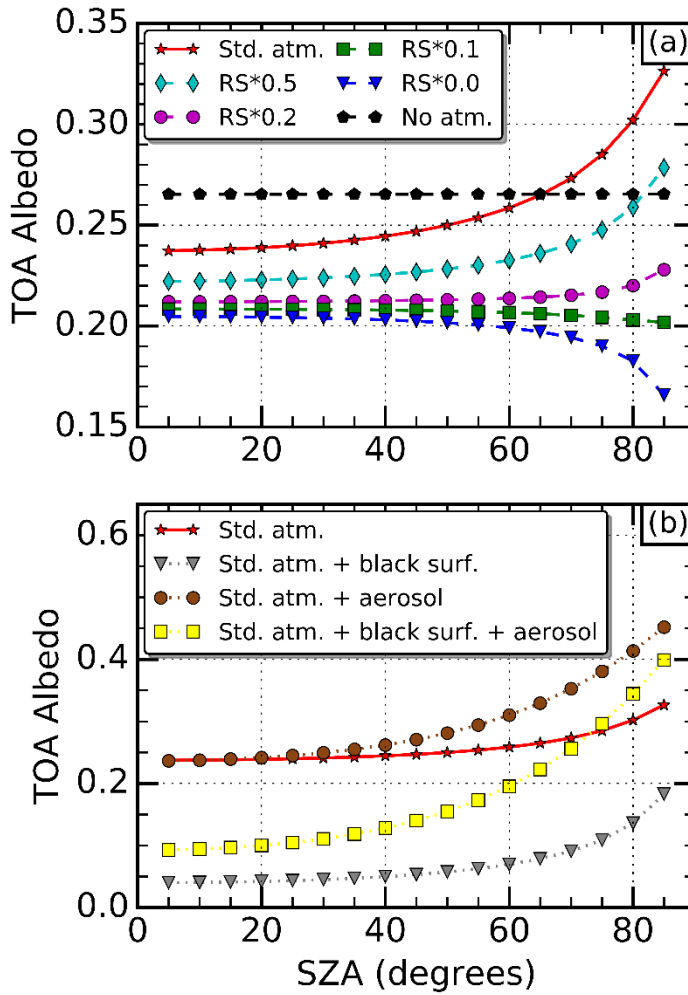 0.35
(a)
Std. atm.
RS*0.1
RS*0.5
RS*0.0
RS*0.2
No atm.
0.30
0.25
0.20
0.15
TOA Albedo
0 20 40 60 80
0.6
(b)
Std. atm.
Std. atm. + black surf.
Std. atm. + aerosol
Std. atm. + black surf. + aerosol
0.4
0.2
0.0
TOA Albedo
0 20 40 60 80
SZA (degrees)